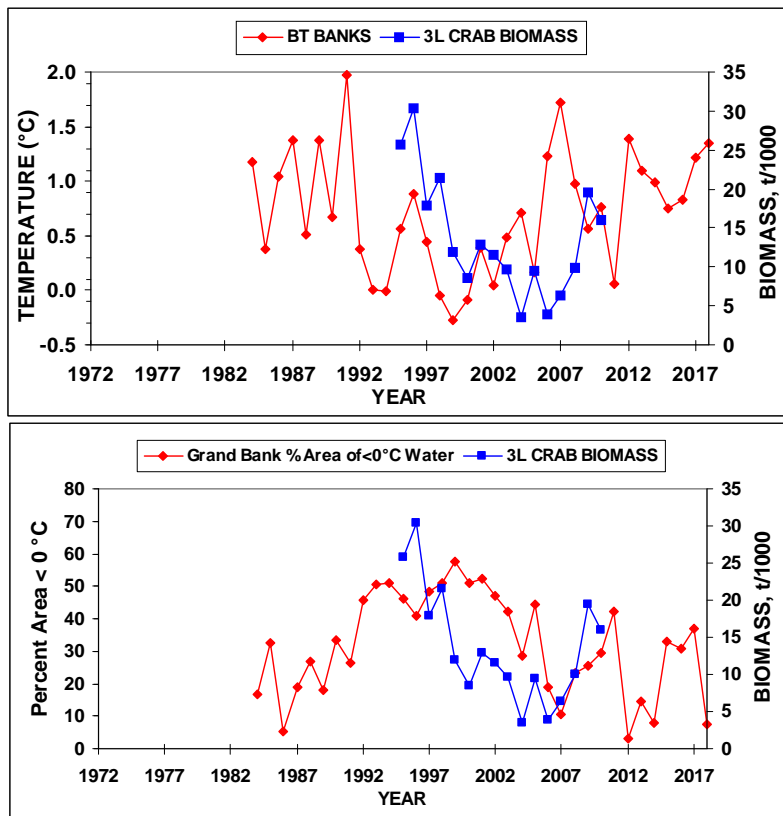 BT BANKS 3L CRAB BIOMASS
2.0 35
1.5 30
1.0 25
0.5 20
0.0 15
-0.5 10
5
0
TEMPERATURE (°C)
BIOMASS, t/1000
1972 1977 1982 1987 1992 1997 2002 2007 2012 2017
YEAR
Grand Bank %Area of<0°C Water 3L CRAB BIOMASS
80 35
70 30
60 25
50 20
40 15
30 10
20 5
10 0
0
Percent Area < 0 °C
BIOMASS, t/1000
1972 1977 1982 1987 1992 1997 2002 2007 2012 2017
YEAR